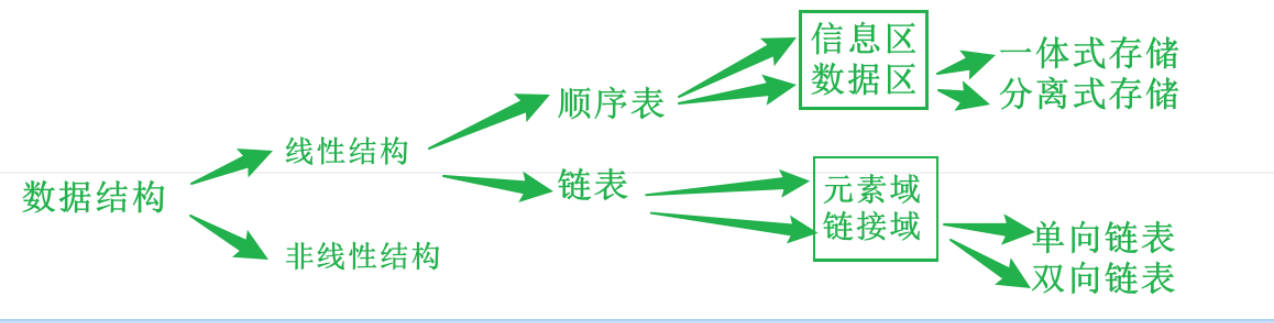 数据结构
线性结构
非线性结构
顺序表
链表
信息区
数据区
一体式存储
分离式存储
元素域
链接域
单向链表
双向链表